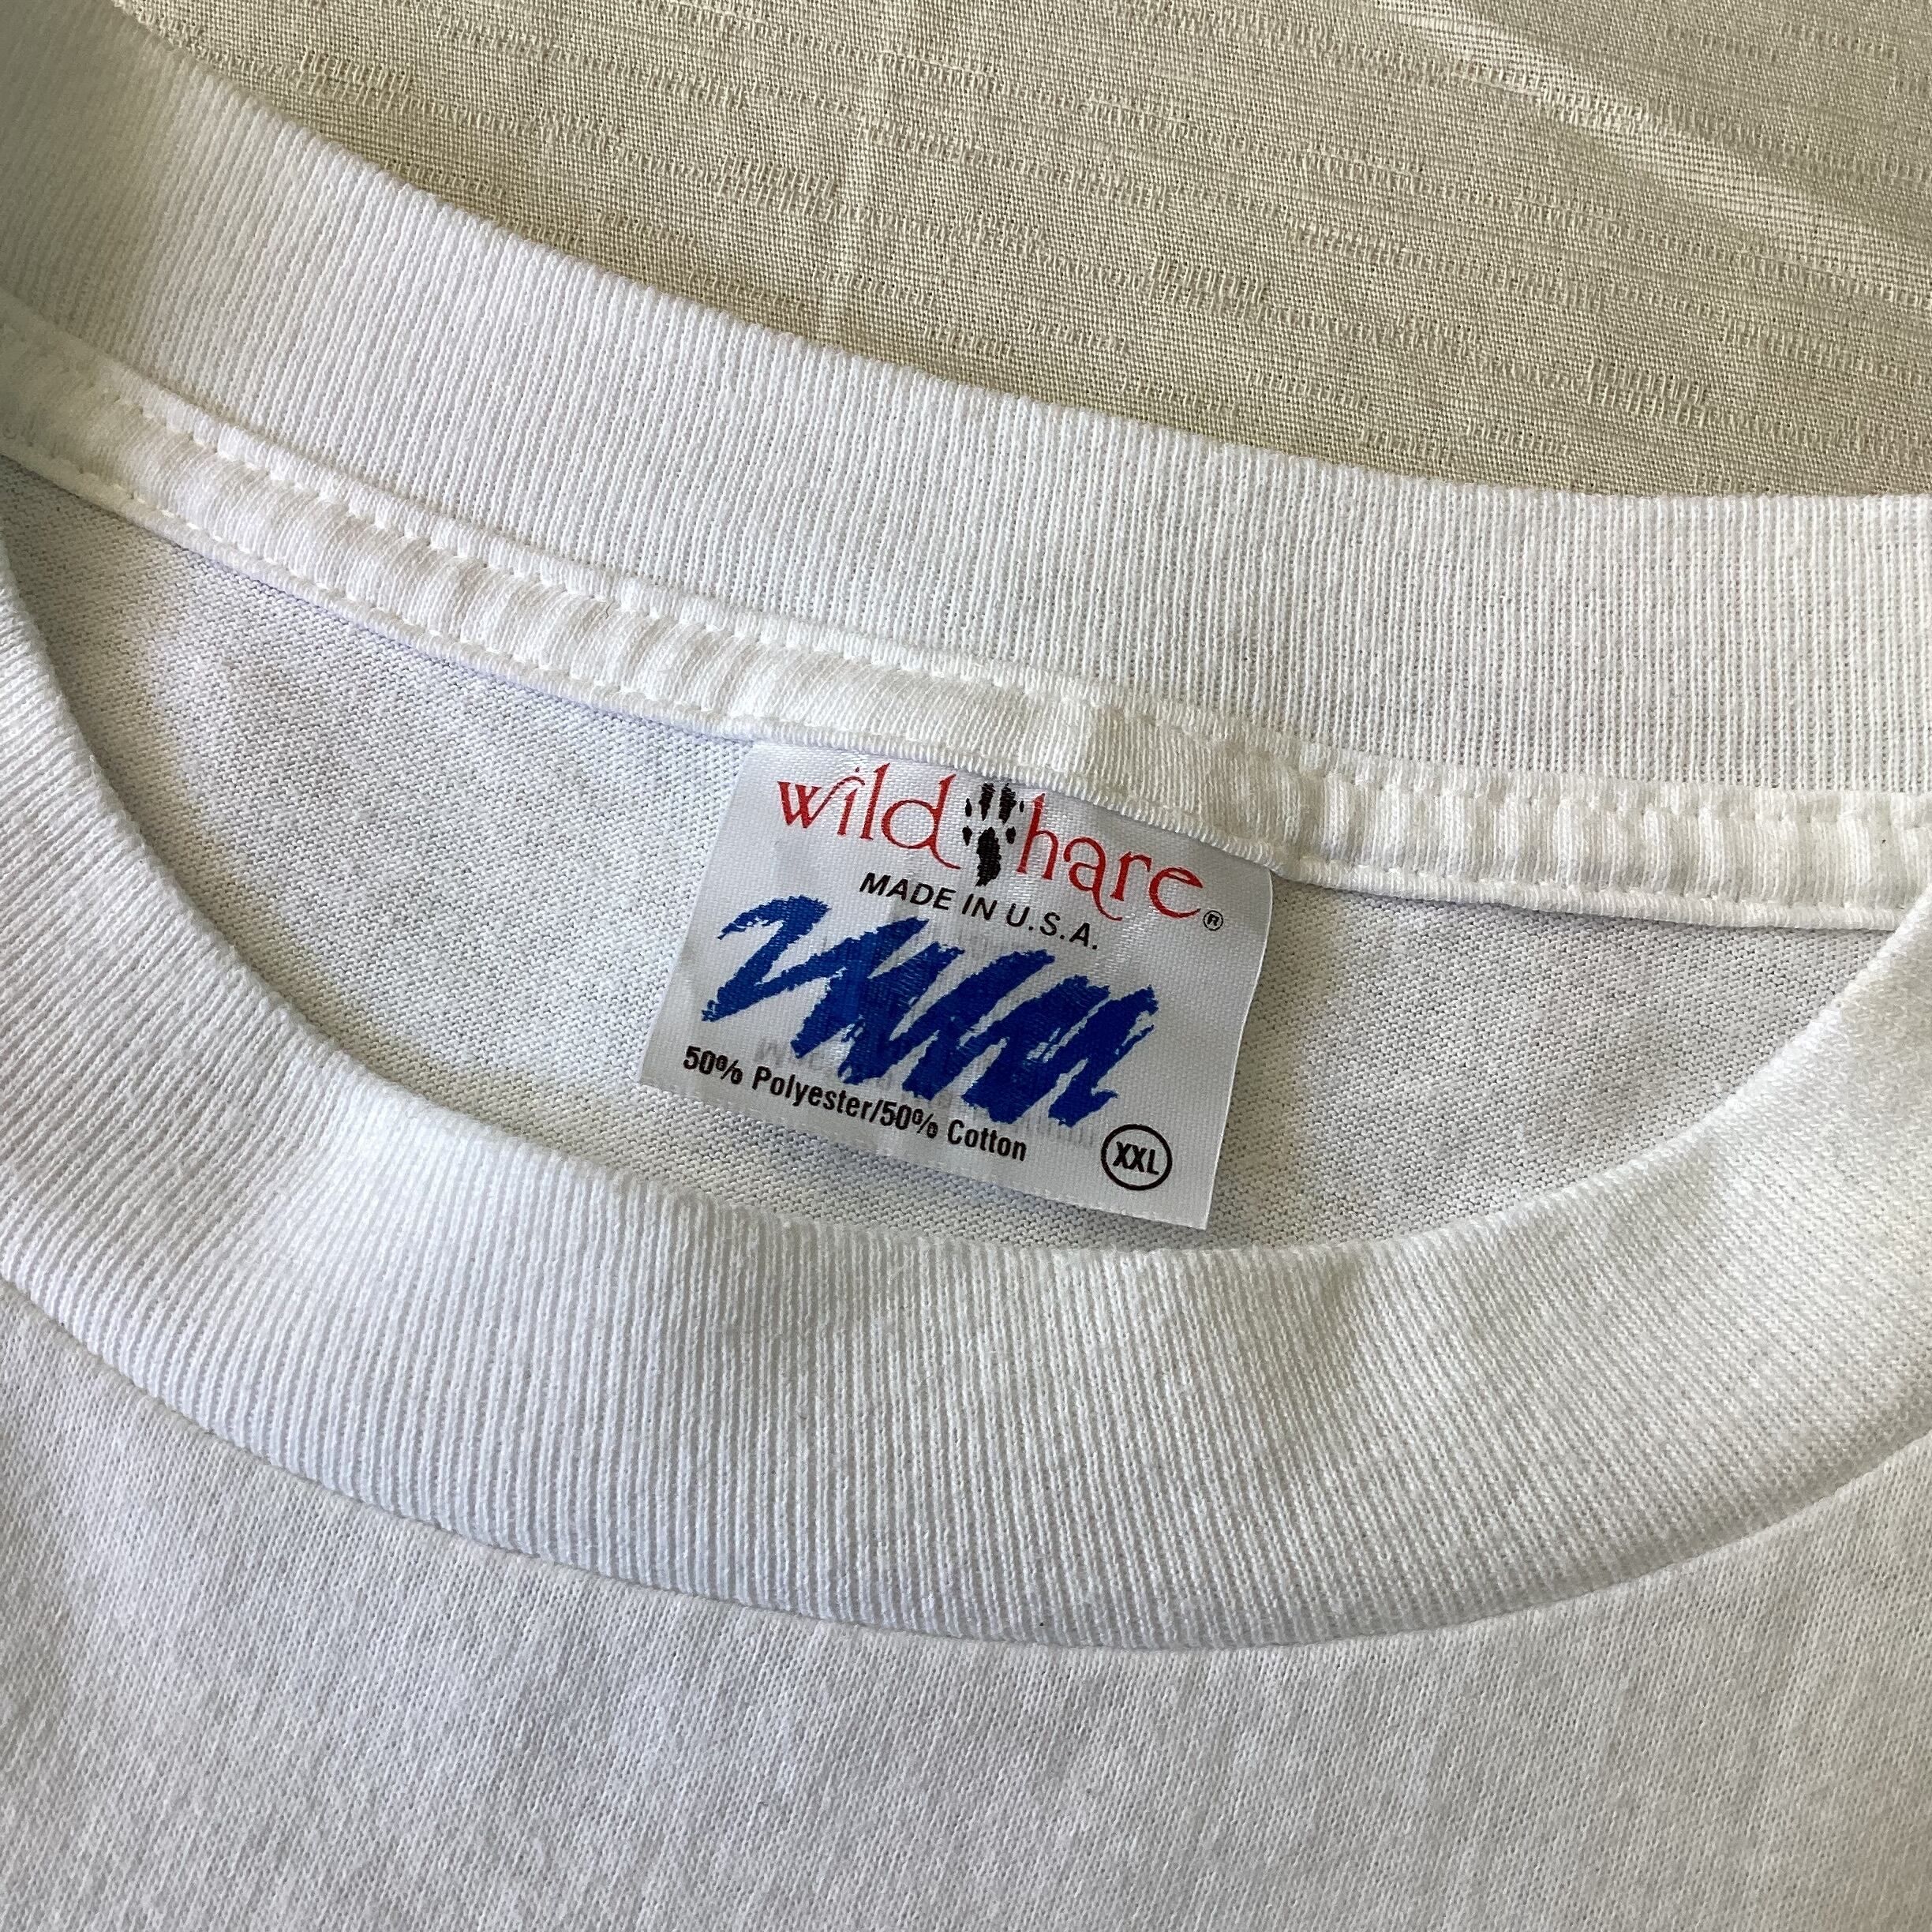 wild hare®
MADE IN U.S.A.
50% Polyester/50% Cotton
XXL